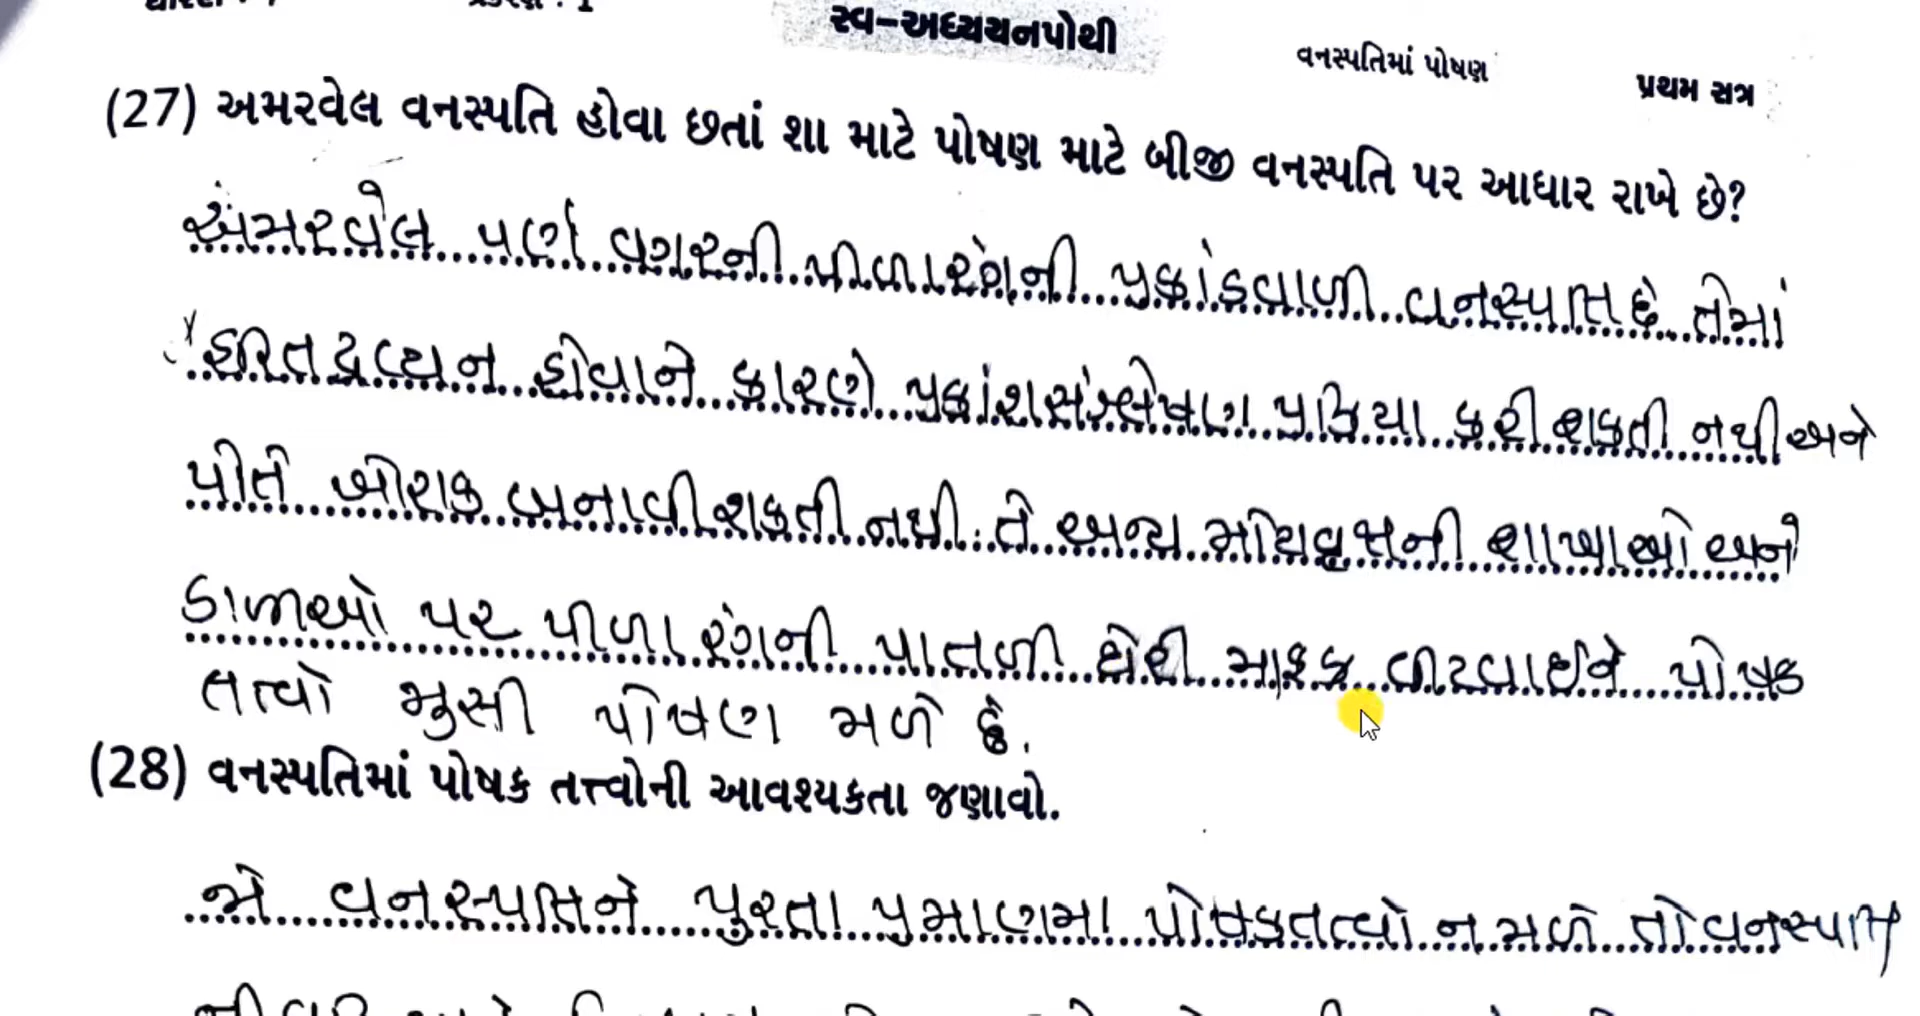 સ્વ-અધ્યયનપોથી
વનસ્પતિમાં પોષણ પ્રથમ સત્ર
(27) અમરવેલ વનસ્પતિ હોવા છતાં શા માટે પોષણ માટે બીજી વનસ્પતિ પર આધાર રાખે છે?
અમરવેલ પર્ણ વગરની પીળા રંગની પ્રકાંડવાળી વનસ્પતિ છે તેમાં
હરિતદ્રવ્ય ન હોવાને કારણે પ્રકાંશસંશ્લેષણ પ્રક્રિયા કરી શકતી નથી અને
પોતે ખોરાક બનાવી શકતી નથી. તે અન્ય મોટા વૃક્ષની શાખાઓ અને
ડાળીઓ પર પીળા રંગની પાતળી દોરી માફક વીંટળાઈને પોષક
તત્વો ચુસી પોષણ મળે છે.
(28) વનસ્પતિમાં પોષક તત્ત્વોની આવશ્યકતા જણાવો.
જો વનસ્પતિને પુરતા પ્રમાણમા પોષકતત્વો ન મળે તો વનસ્પતિ